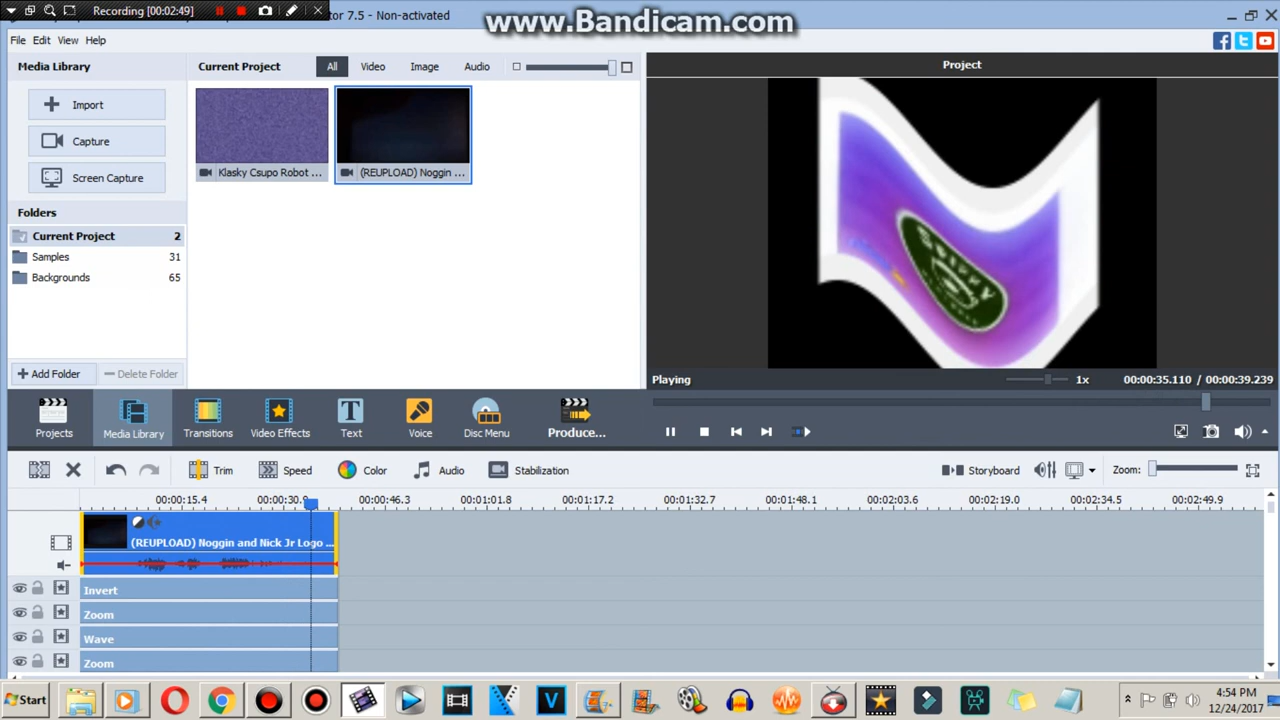 Recording [00:02:49]
tor 7.5 - Non-activated
www.Bandicam.com
File Edit View Help
Media Library
Import
Capture
Screen Capture
Folders
Current Project 2
Samples 31
Backgrounds 65
+ Add Folder
Delete Folder
Current Project All Video Image Audio
Klasky Csupo Robot ...
(REUPLOAD) Noggin ...
Project
Playing 1x 00:00:35.110 / 00:00:39.239
Projects Media Library Transitions Video Effects Text Voice Disc Menu Produce...
Trim Speed Color Audio Stabilization Storyboard Zoom:
00:00:15.4 00:00:30.9 00:00:46.3 00:01:01.8 00:01:17.2 00:01:32.7 00:01:48.1 00:02:03.6 00:02:19.0 00:02:34.5 00:02:49.9
(REUPLOAD) Noggin and Nick Jr Logo ...
Invert
Zoom
Wave
Zoom
Start
4:54 PM
12/24/2017